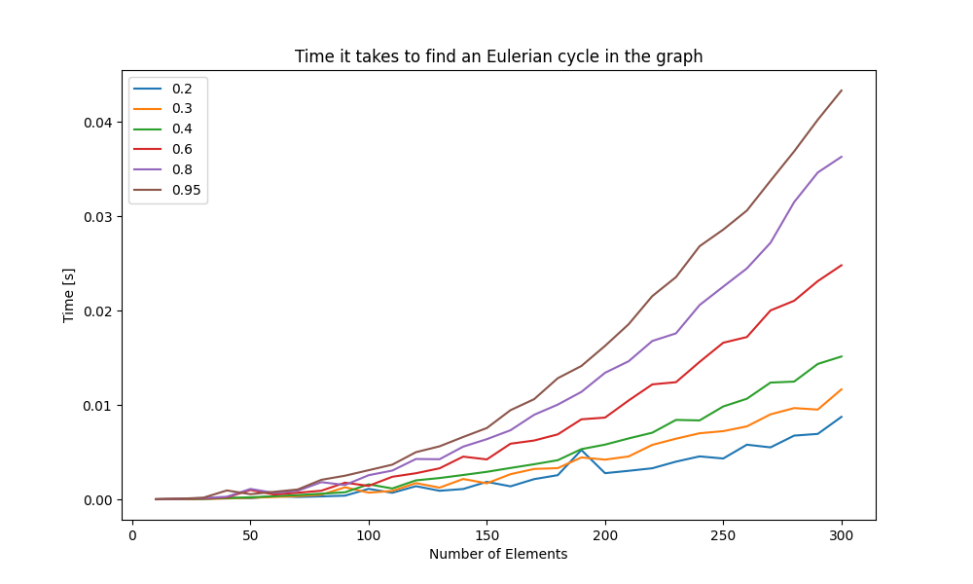 Time it takes to find an Eulerian cycle in the graph
0.2
0.3
0.4
0.6
0.8
0.95
0.04
0.03
0.02
0.01
0.00
Time [s]
0 50 100 150 200 250 300
Number of Elements